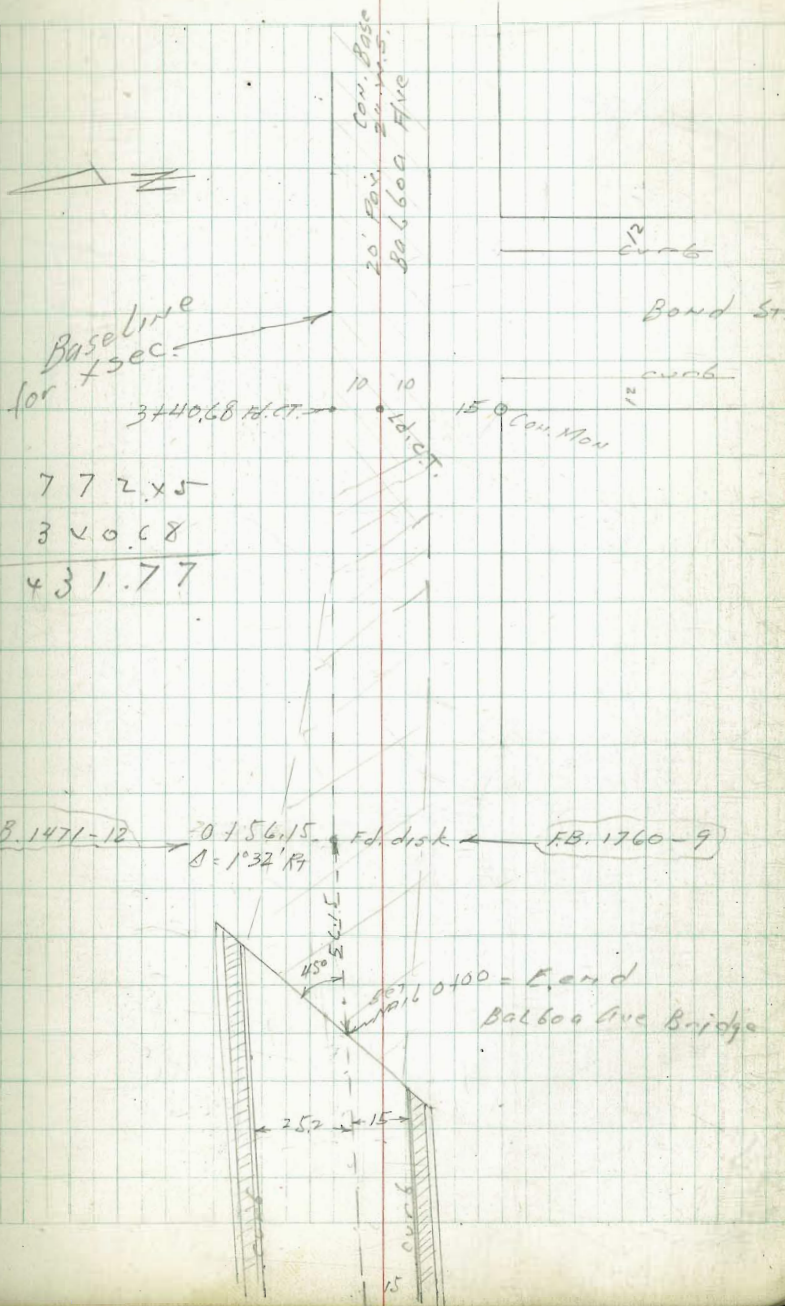 20' Pav. Con. Base
2" W.S.
Balboa Ave
12
curb
Bond St.
curb
12
Baseline
for xsec.
10 10
3+40.68 Fd. C.T.
Fd. C.T.
15
Con. Mon
772.45
340.68
431.77
B. 1471-12
0+56.15
Δ = 1°32' Rt
Fd. disk
F.B. 1760-9
56.15
45°
set 0+00 = E. end
Balboa Ave Bridge
25.2
15
curb
curb
15